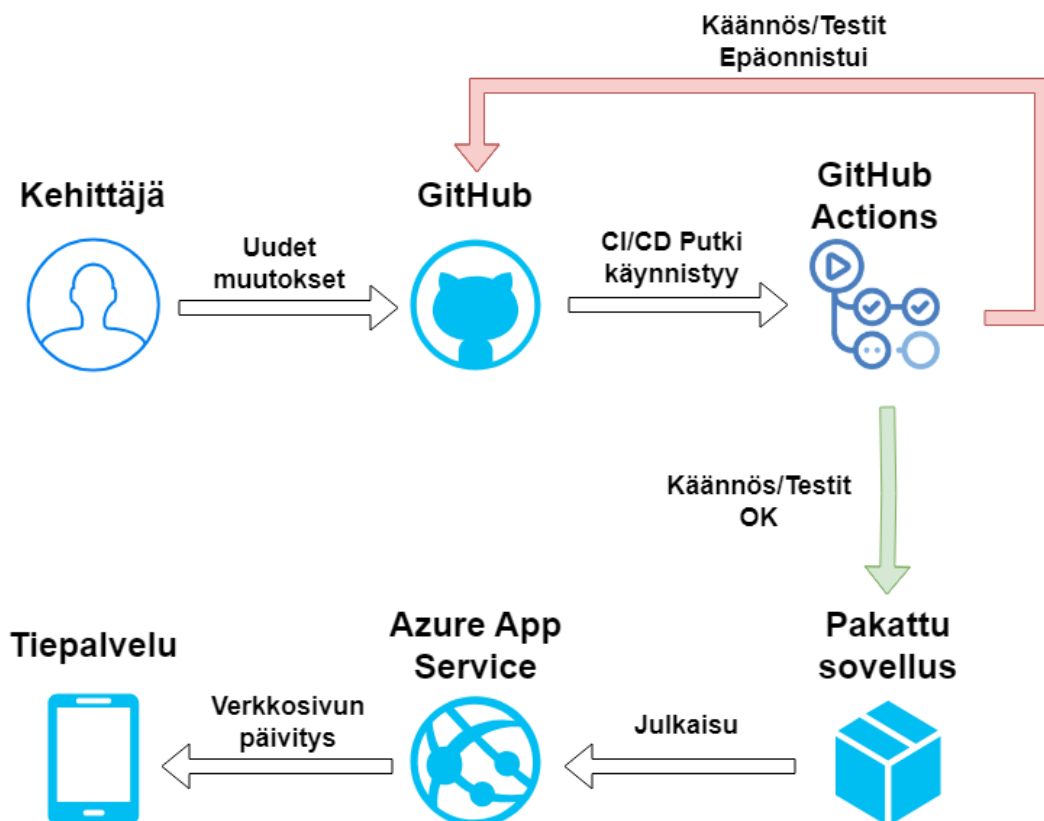 Käännös/Testit
Epäonnistui
Kehittäjä
GitHub
GitHub
Actions
Uudet
muutokset
CI/CD Putki
käynnistyy
Käännös/Testit
OK
Tiepalvelu
Azure App
Service
Pakattu
sovellus
Verkkosivun
päivitys
Julkaisu